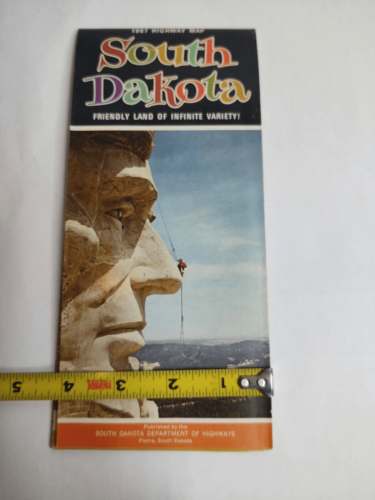 1967 HIGHWAY MAP
South
Dakota
FRIENDLY LAND OF INFINITE VARIETY!
5 4 3 2 1
Published by the
SOUTH DAKOTA DEPARTMENT OF HIGHWAYS
Pierre, South Dakota